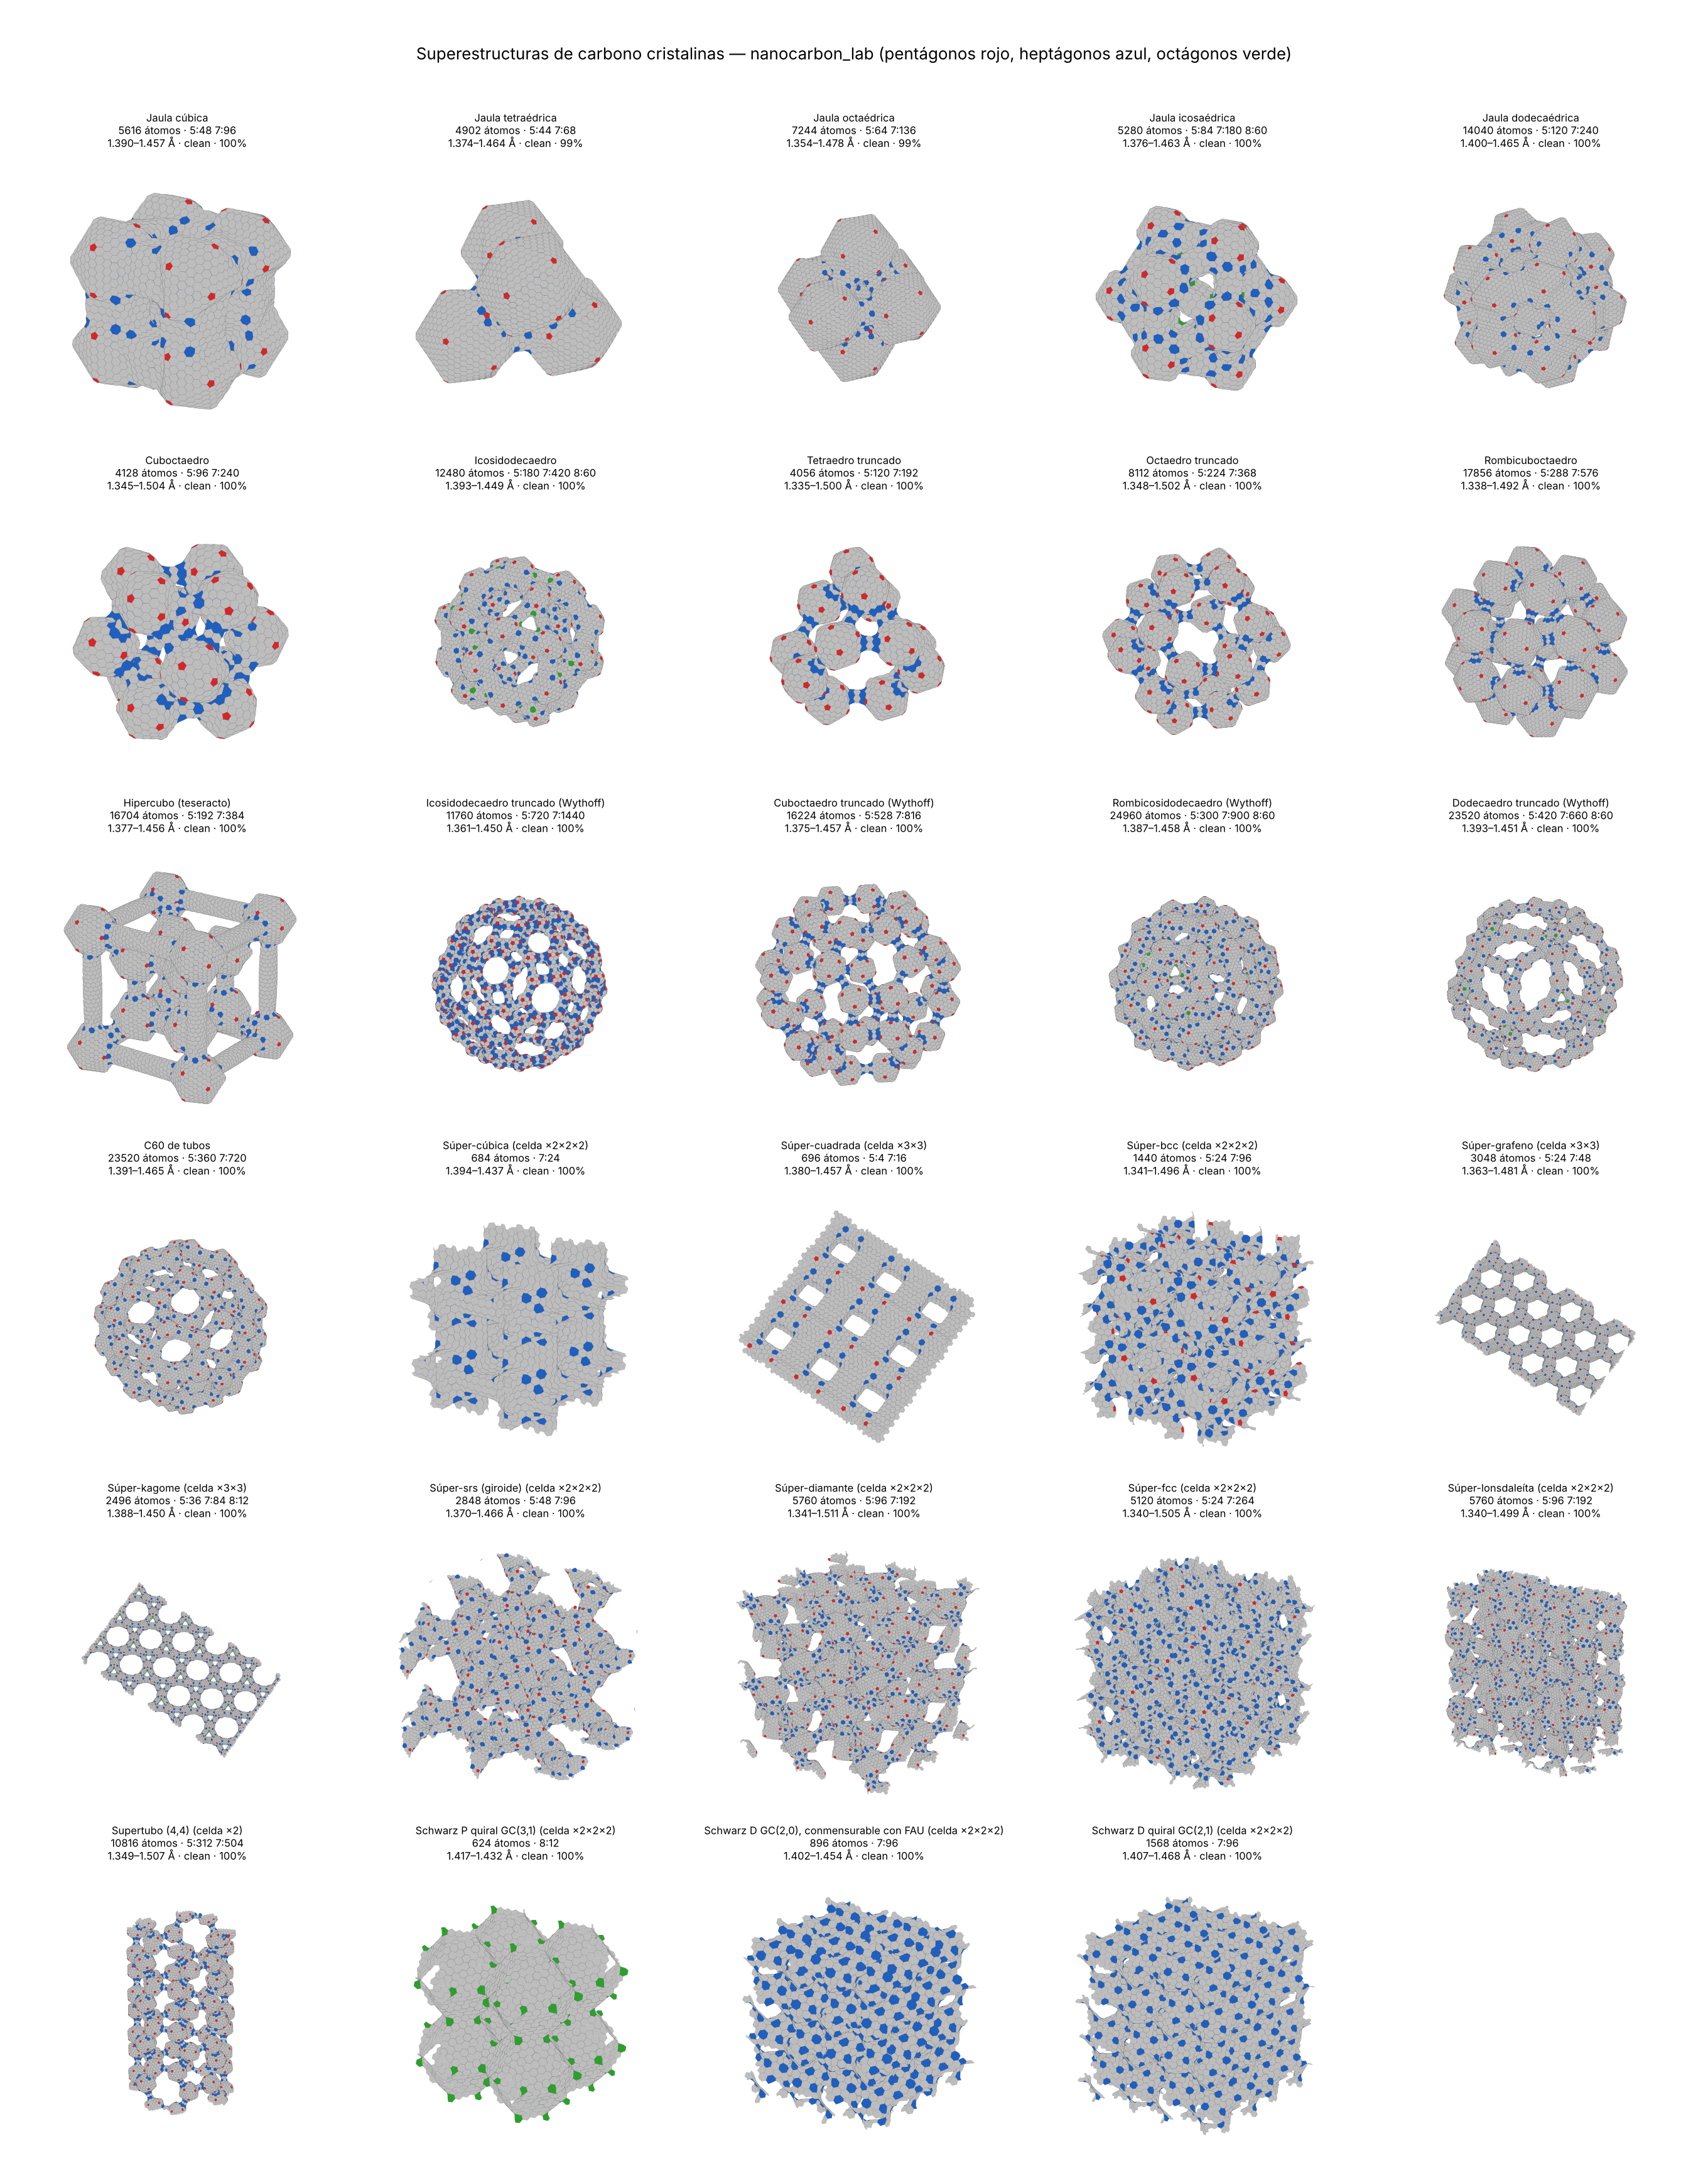 Superestructuras de carbono cristalinas — nanocarbon_lab (pentágonos rojo, heptágonos azul, octágonos verde)
Jaula cúbica
5616 átomos · 5:48 7:96
1.390–1.457 Å · clean · 100%
Jaula tetraédrica
4902 átomos · 5:44 7:68
1.374–1.464 Å · clean · 99%
Jaula octaédrica
7244 átomos · 5:64 7:136
1.354–1.478 Å · clean · 99%
Jaula icosaédrica
5280 átomos · 5:84 7:180 8:60
1.376–1.463 Å · clean · 100%
Jaula dodecaédrica
14040 átomos · 5:120 7:240
1.400–1.465 Å · clean · 100%
Cuboctaedro
4128 átomos · 5:96 7:240
1.345–1.504 Å · clean · 100%
Icosidodecaedro
12480 átomos · 5:180 7:420 8:60
1.393–1.449 Å · clean · 100%
Tetraedro truncado
4056 átomos · 5:120 7:192
1.335–1.500 Å · clean · 100%
Octaedro truncado
8112 átomos · 5:224 7:368
1.348–1.502 Å · clean · 100%
Rombicuboctaedro
17856 átomos · 5:288 7:576
1.338–1.492 Å · clean · 100%
Hipercubo (teseracto)
16704 átomos · 5:192 7:384
1.377–1.456 Å · clean · 100%
Icosidodecaedro truncado (Wythoff)
11760 átomos · 5:720 7:1440
1.361–1.450 Å · clean · 100%
Cuboctaedro truncado (Wythoff)
16224 átomos · 5:528 7:816
1.375–1.457 Å · clean · 100%
Rombicosidodecaedro (Wythoff)
24960 átomos · 5:300 7:900 8:60
1.387–1.458 Å · clean · 100%
Dodecaedro truncado (Wythoff)
23520 átomos · 5:420 7:660 8:60
1.393–1.451 Å · clean · 100%
C60 de tubos
23520 átomos · 5:360 7:720
1.391–1.465 Å · clean · 100%
Súper-cúbica (celda ×2×2×2)
684 átomos · 7:24
1.394–1.437 Å · clean · 100%
Súper-cuadrada (celda ×3×3)
696 átomos · 5:4 7:16
1.380–1.457 Å · clean · 100%
Súper-bcc (celda ×2×2×2)
1440 átomos · 5:24 7:96
1.341–1.496 Å · clean · 100%
Súper-grafeno (celda ×3×3)
3048 átomos · 5:24 7:48
1.363–1.481 Å · clean · 100%
Súper-kagome (celda ×3×3)
2496 átomos · 5:36 7:84 8:12
1.388–1.450 Å · clean · 100%
Súper-srs (giroide) (celda ×2×2×2)
2848 átomos · 5:48 7:96
1.370–1.466 Å · clean · 100%
Súper-diamante (celda ×2×2×2)
5760 átomos · 5:96 7:192
1.341–1.511 Å · clean · 100%
Súper-fcc (celda ×2×2×2)
5120 átomos · 5:24 7:264
1.340–1.505 Å · clean · 100%
Súper-lonsdaleíta (celda ×2×2×2)
5760 átomos · 5:96 7:192
1.340–1.499 Å · clean · 100%
Supertubo (4,4) (celda ×2)
10816 átomos · 5:312 7:504
1.349–1.507 Å · clean · 100%
Schwarz P quiral GC(3,1) (celda ×2×2×2)
624 átomos · 8:12
1.417–1.432 Å · clean · 100%
Schwarz D GC(2,0), conmensurable con FAU (celda ×2×2×2)
896 átomos · 7:96
1.402–1.454 Å · clean · 100%
Schwarz D quiral GC(2,1) (celda ×2×2×2)
1568 átomos · 7:96
1.407–1.468 Å · clean · 100%